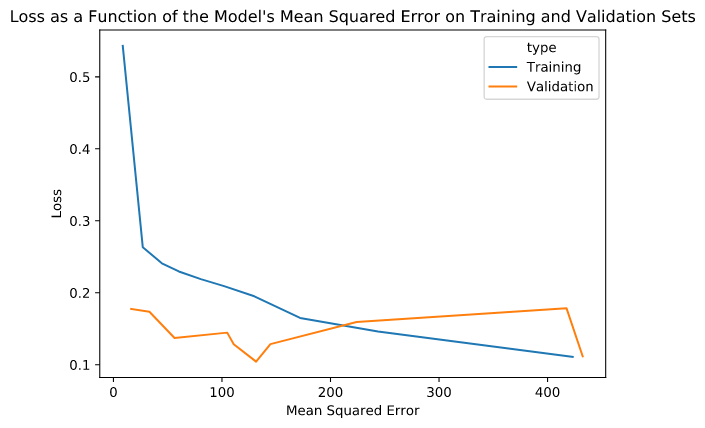 Loss as a Function of the Model's Mean Squared Error on Training and Validation Sets
type
Training
Validation
0.5
0.4
0.3
0.2
0.1
Loss
0 100 200 300 400
Mean Squared Error